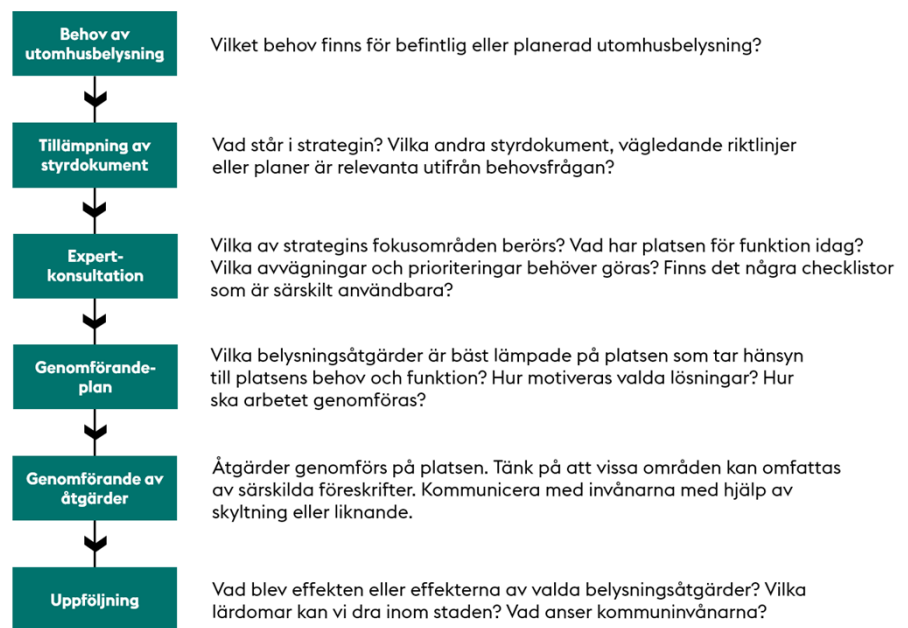 Behov av
utomhusbelysning
Vilket behov finns för befintlig eller planerad utomhusbelysning?
Tillämpning av
styrdokument
Vad står i strategin? Vilka andra styrdokument, vägledande riktlinjer
eller planer är relevanta utifrån behovsfrågan?
Expert-
konsultation
Vilka av strategins fokusområden berörs? Vad har platsen för funktion idag?
Vilka avvägningar och prioriteringar behöver göras? Finns det några checklistor
som är särskilt användbara?
Genomförande-
plan
Vilka belysningsåtgärder är bäst lämpade på platsen som tar hänsyn
till platsens behov och funktion? Hur motiveras valda lösningar? Hur
ska arbetet genomföras?
Genomförande av
åtgärder
Åtgärder genomförs på platsen. Tänk på att vissa områden kan omfattas
av särskilda föreskrifter. Kommunicera med invånarna med hjälp av
skyltning eller liknande.
Uppföljning
Vad blev effekten eller effekterna av valda belysningsåtgärder? Vilka
lärdomar kan vi dra inom staden? Vad anser kommuninvånarna?